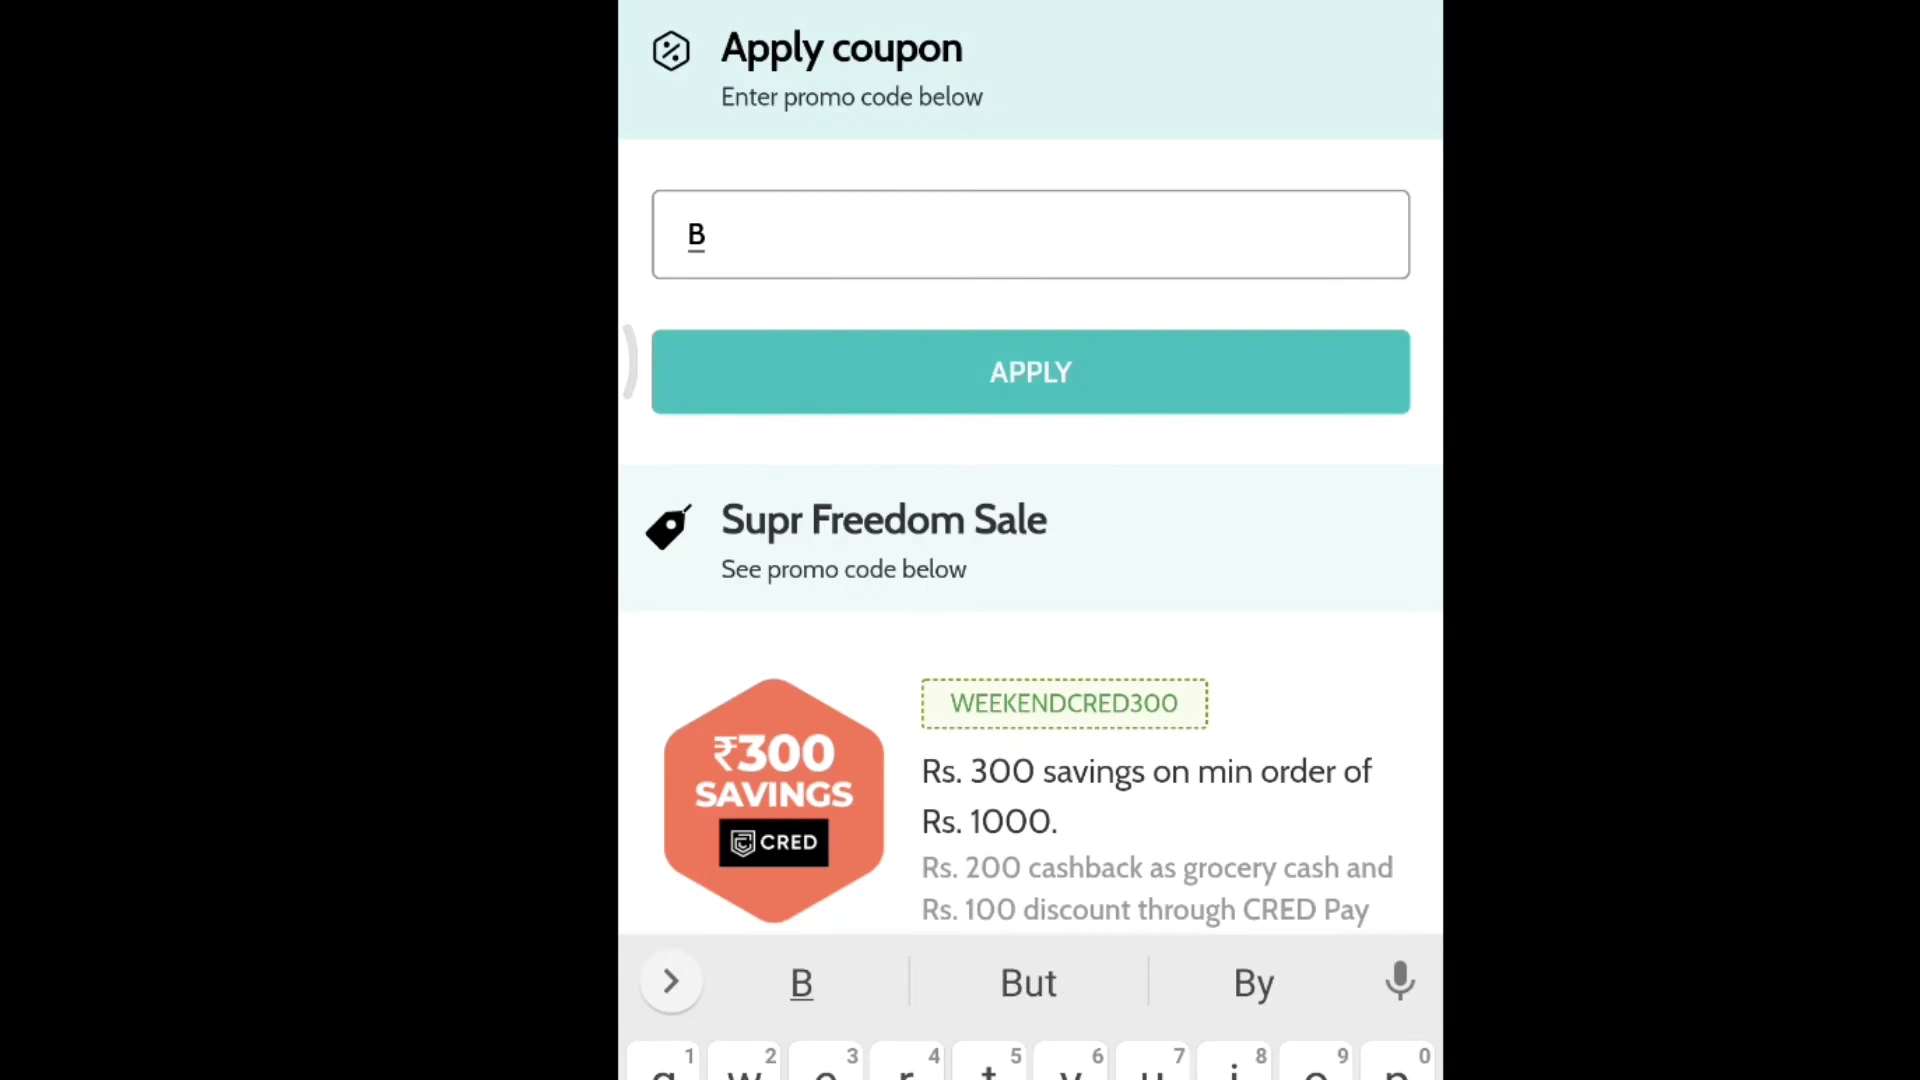 Apply coupon
Enter promo code below
B
APPLY
Supr Freedom Sale
See promo code below
₹300
SAVINGS
CRED
WEEKENDCRED300
Rs. 300 savings on min order of
Rs. 1000.
Rs. 200 cashback as grocery cash and
Rs. 100 discount through CRED Pay
B But By
1 2 3 4 5 6 7 8 9 0
q w e r t y u i o p